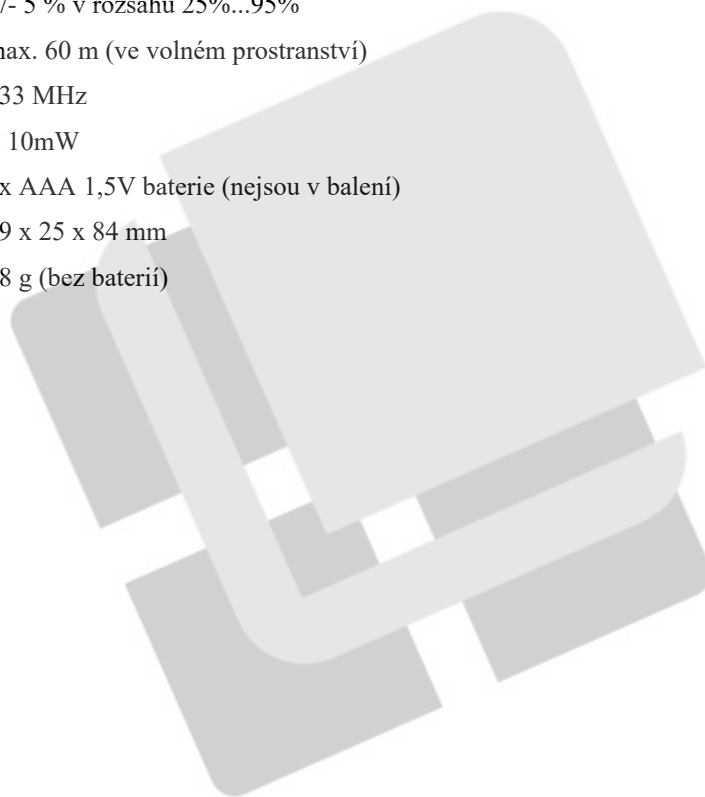 /- 5 % v rozsahu 25%...95%
max. 60 m (ve volném prostranství)
33 MHz
10mW
x AAA 1,5V baterie (nejsou v balení)
9 x 25 x 84 mm
8 g (bez baterií)